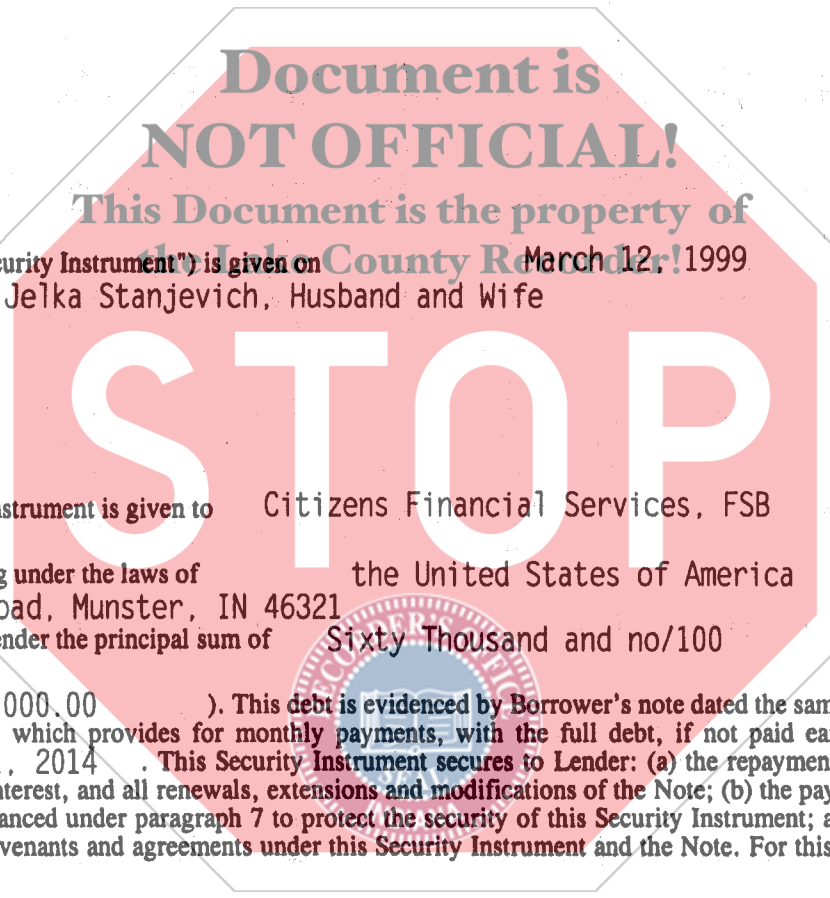 Document is
NOT OFFICIAL!
This Document is the property of
the Lake County Recorder!
urity Instrument") is given on March 12, 1999
Jelka Stanjevich, Husband and Wife
STOP
strument is given to Citizens Financial Services, FSB
g under the laws of the United States of America
oad, Munster, IN 46321
ender the principal sum of Sixty Thousand and no/100
RECORDER'S OFFICE
000.00 ). This debt is evidenced by Borrower's note dated the sam
which provides for monthly payments, with the full debt, if not paid ea
, 2014 . This Security Instrument secures to Lender: (a) the repaymen
nterest, and all renewals, extensions and modifications of the Note; (b) the pay
SEAL
anced under paragraph 7 to protect the security of this Security Instrument; a
venants and agreements under this Security Instrument and the Note. For this